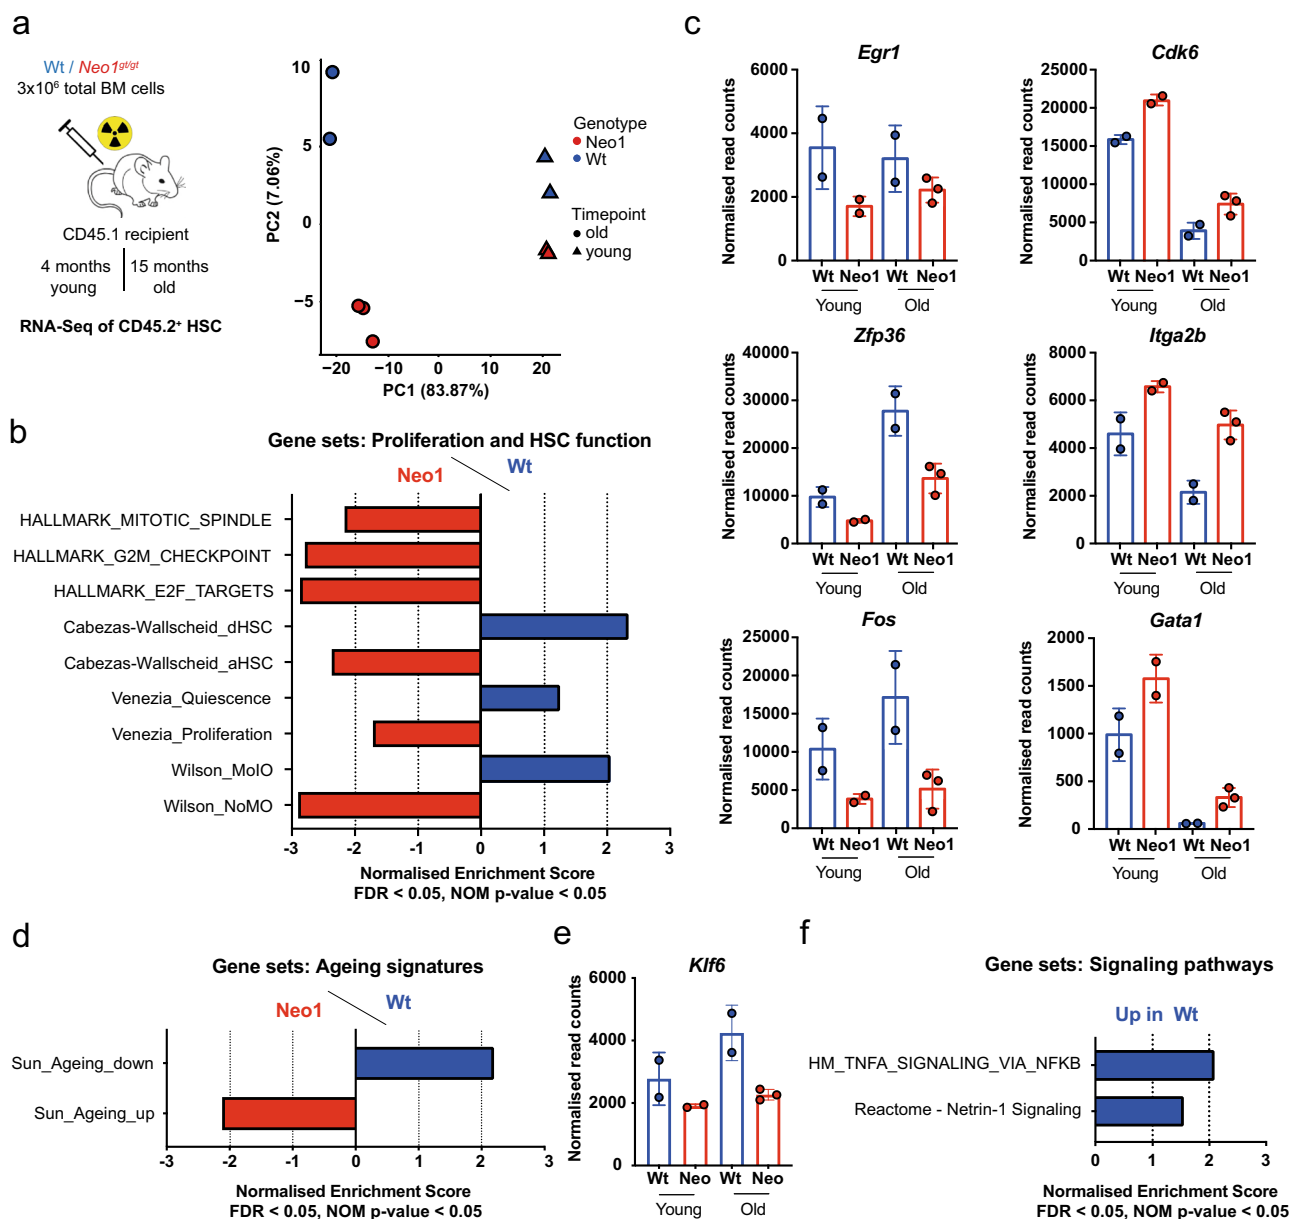 a
Wt / Neo1gt/gt
3x10⁶ total BM cells
CD45.1 recipient
4 months
young
15 months
old
RNA-Seq of CD45.2⁺ HSC
PC2 (7.06%)
10
5
0
−5
−20
−10
0
10
20
PC1 (83.87%)
Genotype
Neo1
Wt
Timepoint
old
young
b
Gene sets: Proliferation and HSC function
Neo1
Wt
HALLMARK_MITOTIC_SPINDLE
HALLMARK_G2M_CHECKPOINT
HALLMARK_E2F_TARGETS
Cabezas-Wallscheid_dHSC
Cabezas-Wallscheid_aHSC
Venezia_Quiescence
Venezia_Proliferation
Wilson_MolO
Wilson_NoMO
-3 -2 -1 0 1 2 3
Normalised Enrichment Score
FDR < 0.05, NOM p-value < 0.05
c
Egr1
Normalised read counts
6000
4000
2000
0
Wt Neo1 Wt Neo1
Young Old
Cdk6
Normalised read counts
25000
20000
15000
10000
5000
0
Wt Neo1 Wt Neo1
Young Old
Zfp36
Normalised read counts
40000
30000
20000
10000
0
Wt Neo1 Wt Neo1
Young Old
Itga2b
Normalised read counts
8000
6000
4000
2000
0
Wt Neo1 Wt Neo1
Young Old
Fos
Normalised read counts
25000
20000
15000
10000
5000
0
Wt Neo1 Wt Neo1
Young Old
Gata1
Normalised read counts
2000
1500
1000
500
0
Wt Neo1 Wt Neo1
Young Old
d
Gene sets: Ageing signatures
Neo1
Wt
Sun_Ageing_down
Sun_Ageing_up
-3 -2 -1 0 1 2 3
Normalised Enrichment Score
FDR < 0.05, NOM p-value < 0.05
e
Klf6
Normalised read counts
6000
4000
2000
0
Wt Neo Wt Neo
Young Old
f
Gene sets: Signaling pathways
Up in Wt
HM_TNFA_SIGNALING_VIA_NFKB
Reactome - Netrin-1 Signaling
0 1 2 3
Normalised Enrichment Score
FDR < 0.05, NOM p-value < 0.05